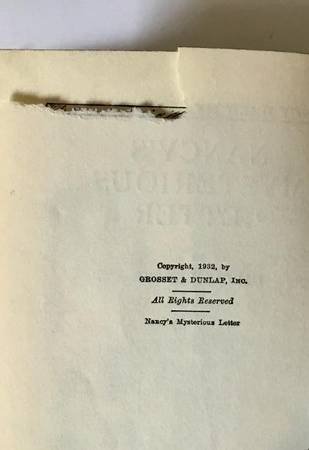 Copyright, 1932, by
GROSSET & DUNLAP, Inc.
All Rights Reserved
Nancy's Mysterious Letter